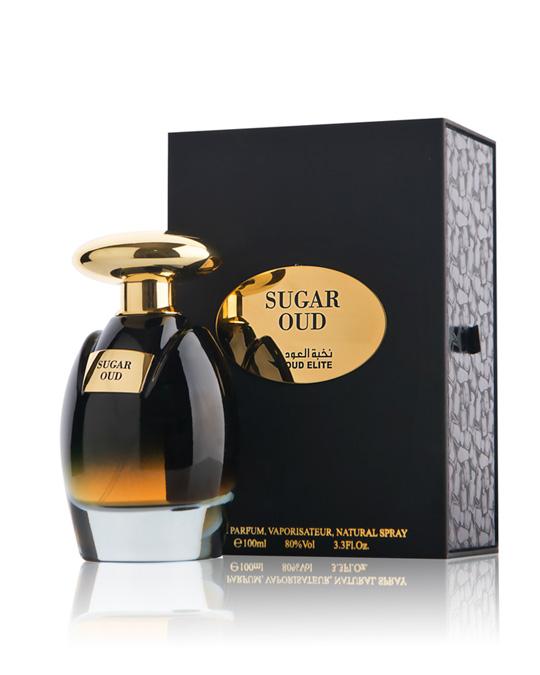 SUGAR
OUD
نخبة العود
OUD ELITE
SUGAR
OUD
PARFUM, VAPORISATEUR, NATURAL SPRAY
℮100ml 80%Vol 3.3Fl.Oz.